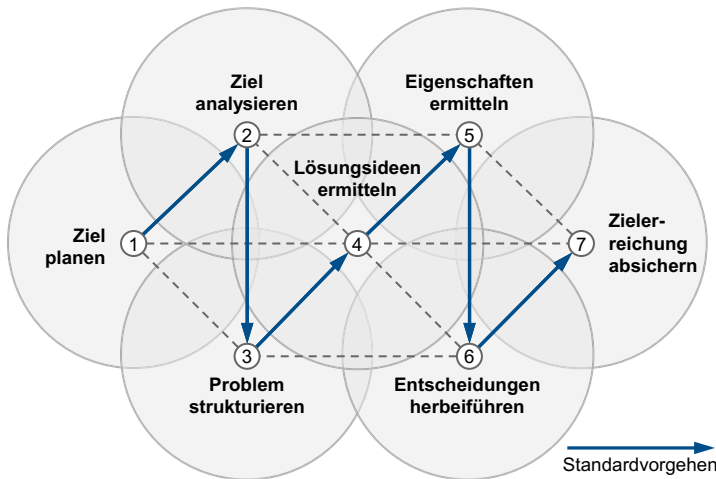 Ziel
analysieren
Eigenschaften
ermitteln
2
5
Lösungsideen
ermitteln
Ziel
planen
1
4
7
Zieler-
reichung
absichern
3
6
Problem
strukturieren
Entscheidungen
herbeiführen
Standardvorgehen